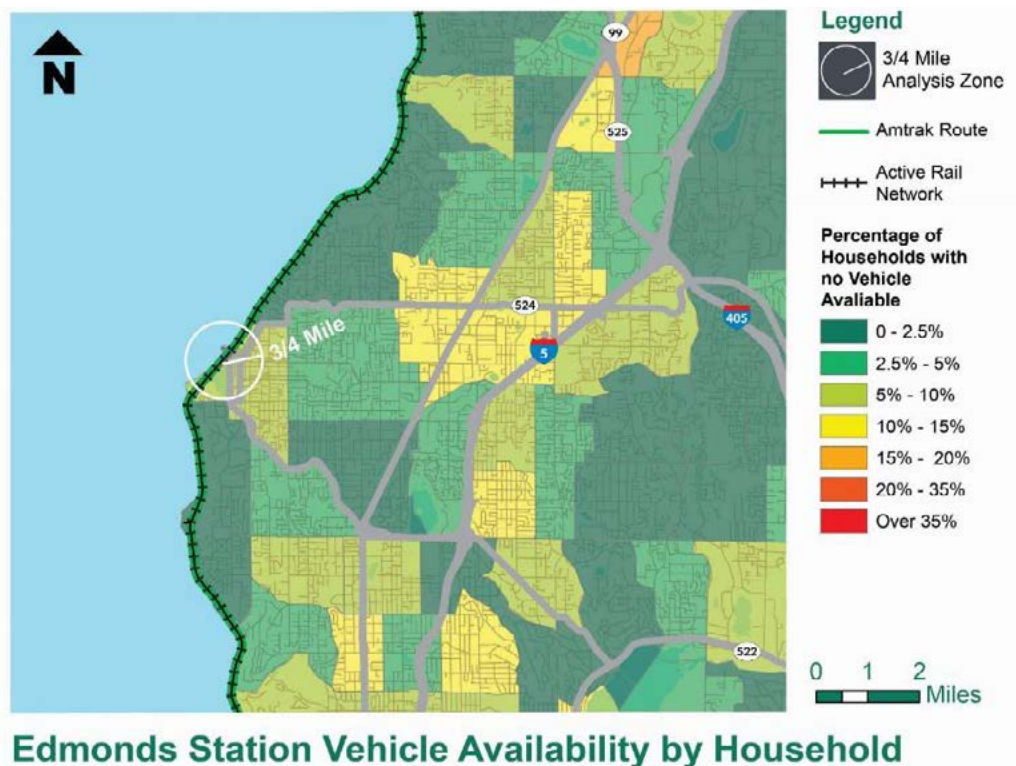 N
99
525
524
405
5
3/4 Mile
522
Legend
3/4 Mile
Analysis Zone
Amtrak Route
Active Rail
Network
Percentage of
Households with
no Vehicle
Avaliable
0 - 2.5%
2.5% - 5%
5% - 10%
10% - 15%
15% - 20%
20% - 35%
Over 35%
0 1 2
Miles
Edmonds Station Vehicle Availability by Household